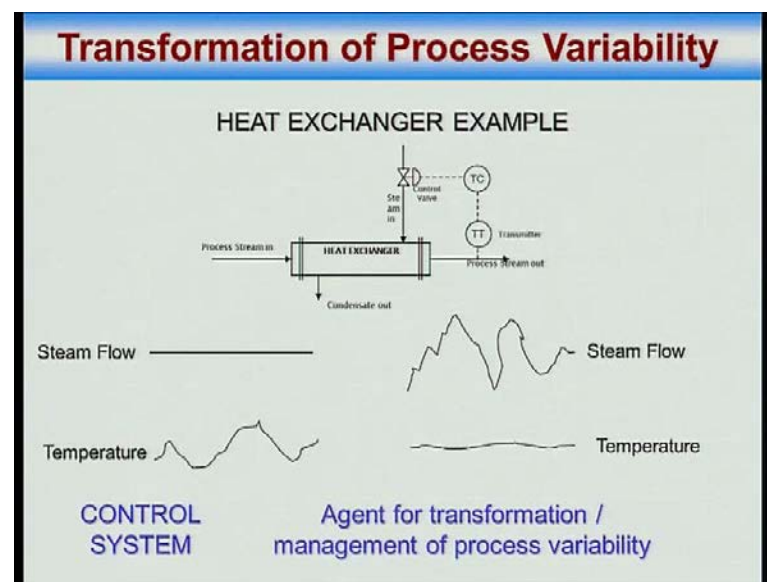 Transformation of Process Variability
HEAT EXCHANGER EXAMPLE
TC
Control
Valve
Ste
am
in
TT
Transmitter
Process Stream in
HEAT EXCHANGER
Process Stream out
Condensate out
Steam Flow
Steam Flow
Temperature
Temperature
CONTROL
SYSTEM
Agent for transformation /
management of process variability